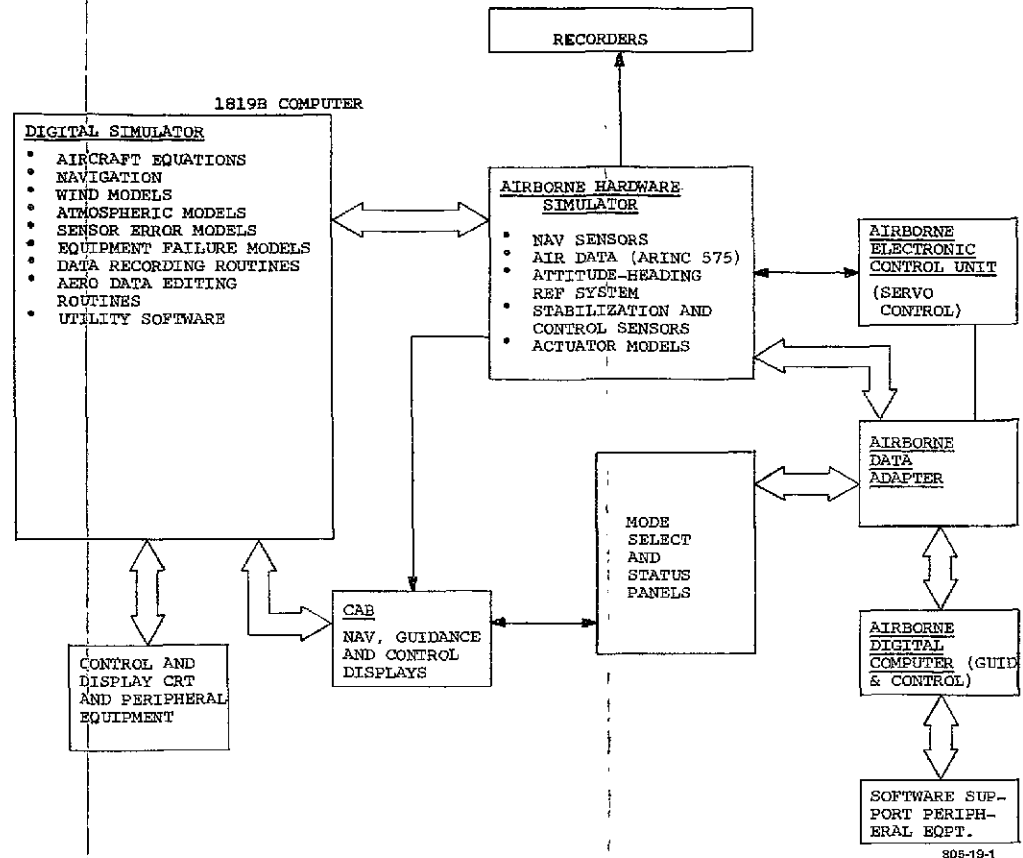 RECORDERS
1819B COMPUTER
DIGITAL SIMULATOR
• AIRCRAFT EQUATIONS
• NAVIGATION
• WIND MODELS
• ATMOSPHERIC MODELS
• SENSOR ERROR MODELS
• EQUIPMENT FAILURE MODELS
• DATA RECORDING ROUTINES
• AERO DATA EDITING
ROUTINES
• UTILITY SOFTWARE
AIRBORNE HARDWARE
SIMULATOR
• NAV SENSORS
• AIR DATA (ARINC 575)
• ATTITUDE-HEADING
REF SYSTEM
• STABILIZATION AND
CONTROL SENSORS
• ACTUATOR MODELS
AIRBORNE
ELECTRONIC
CONTROL UNIT
(SERVO
CONTROL)
AIRBORNE
DATA
ADAPTER
MODE
SELECT
AND
STATUS
PANELS
CAB
NAV, GUIDANCE
AND CONTROL
DISPLAYS
CONTROL AND
DISPLAY CRT
AND PERIPHERAL
EQUIPMENT
AIRBORNE
DIGITAL
COMPUTER (GUID
& CONTROL)
SOFTWARE SUP-
PORT PERIPH-
ERAL EQPT.
805-19-1